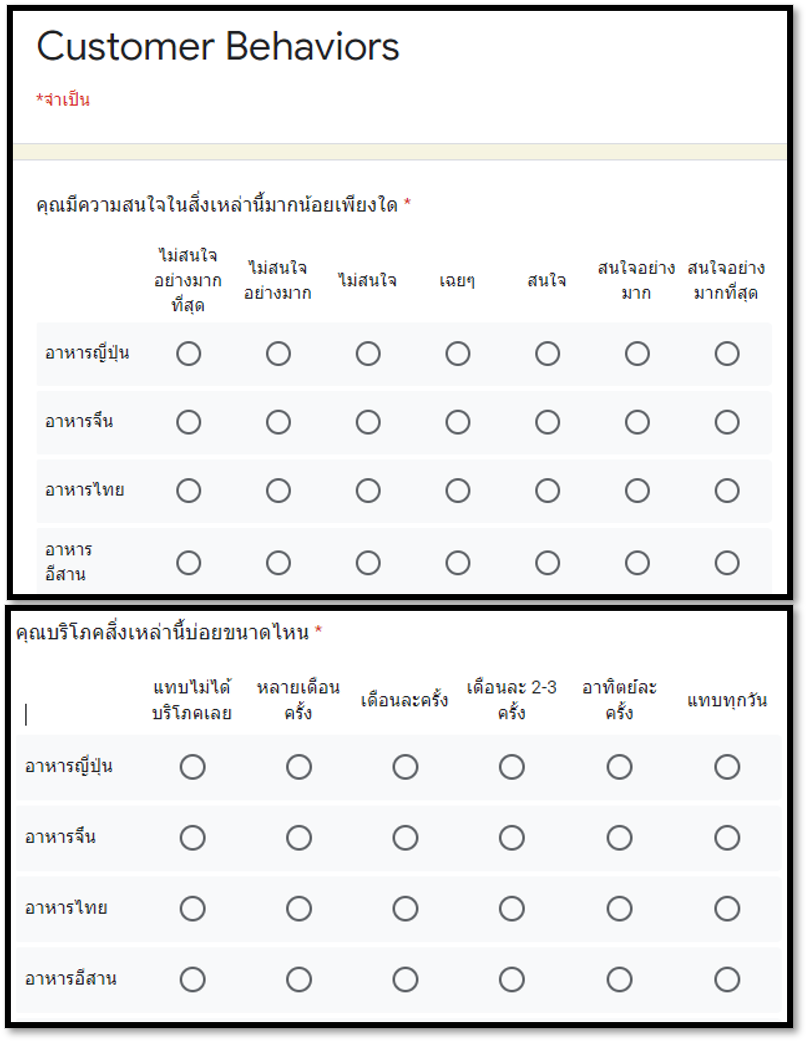 Customer Behaviors
*จำเป็น
คุณมีความสนใจในสิ่งเหล่านี้มากน้อยเพียงใด *
ไม่สนใจอย่างมากที่สุด ไม่สนใจอย่างมาก ไม่สนใจ เฉยๆ สนใจ สนใจอย่างมาก สนใจอย่างมากที่สุด
อาหารญี่ปุ่น
อาหารจีน
อาหารไทย
อาหาร
อีสาน
คุณบริโภคสิ่งเหล่านี้บ่อยขนาดไหน *
แทบไม่ได้บริโภคเลย หลายเดือนครั้ง เดือนละครั้ง เดือนละ 2-3 ครั้ง อาทิตย์ละครั้ง แทบทุกวัน
อาหารญี่ปุ่น
อาหารจีน
อาหารไทย
อาหารอีสาน